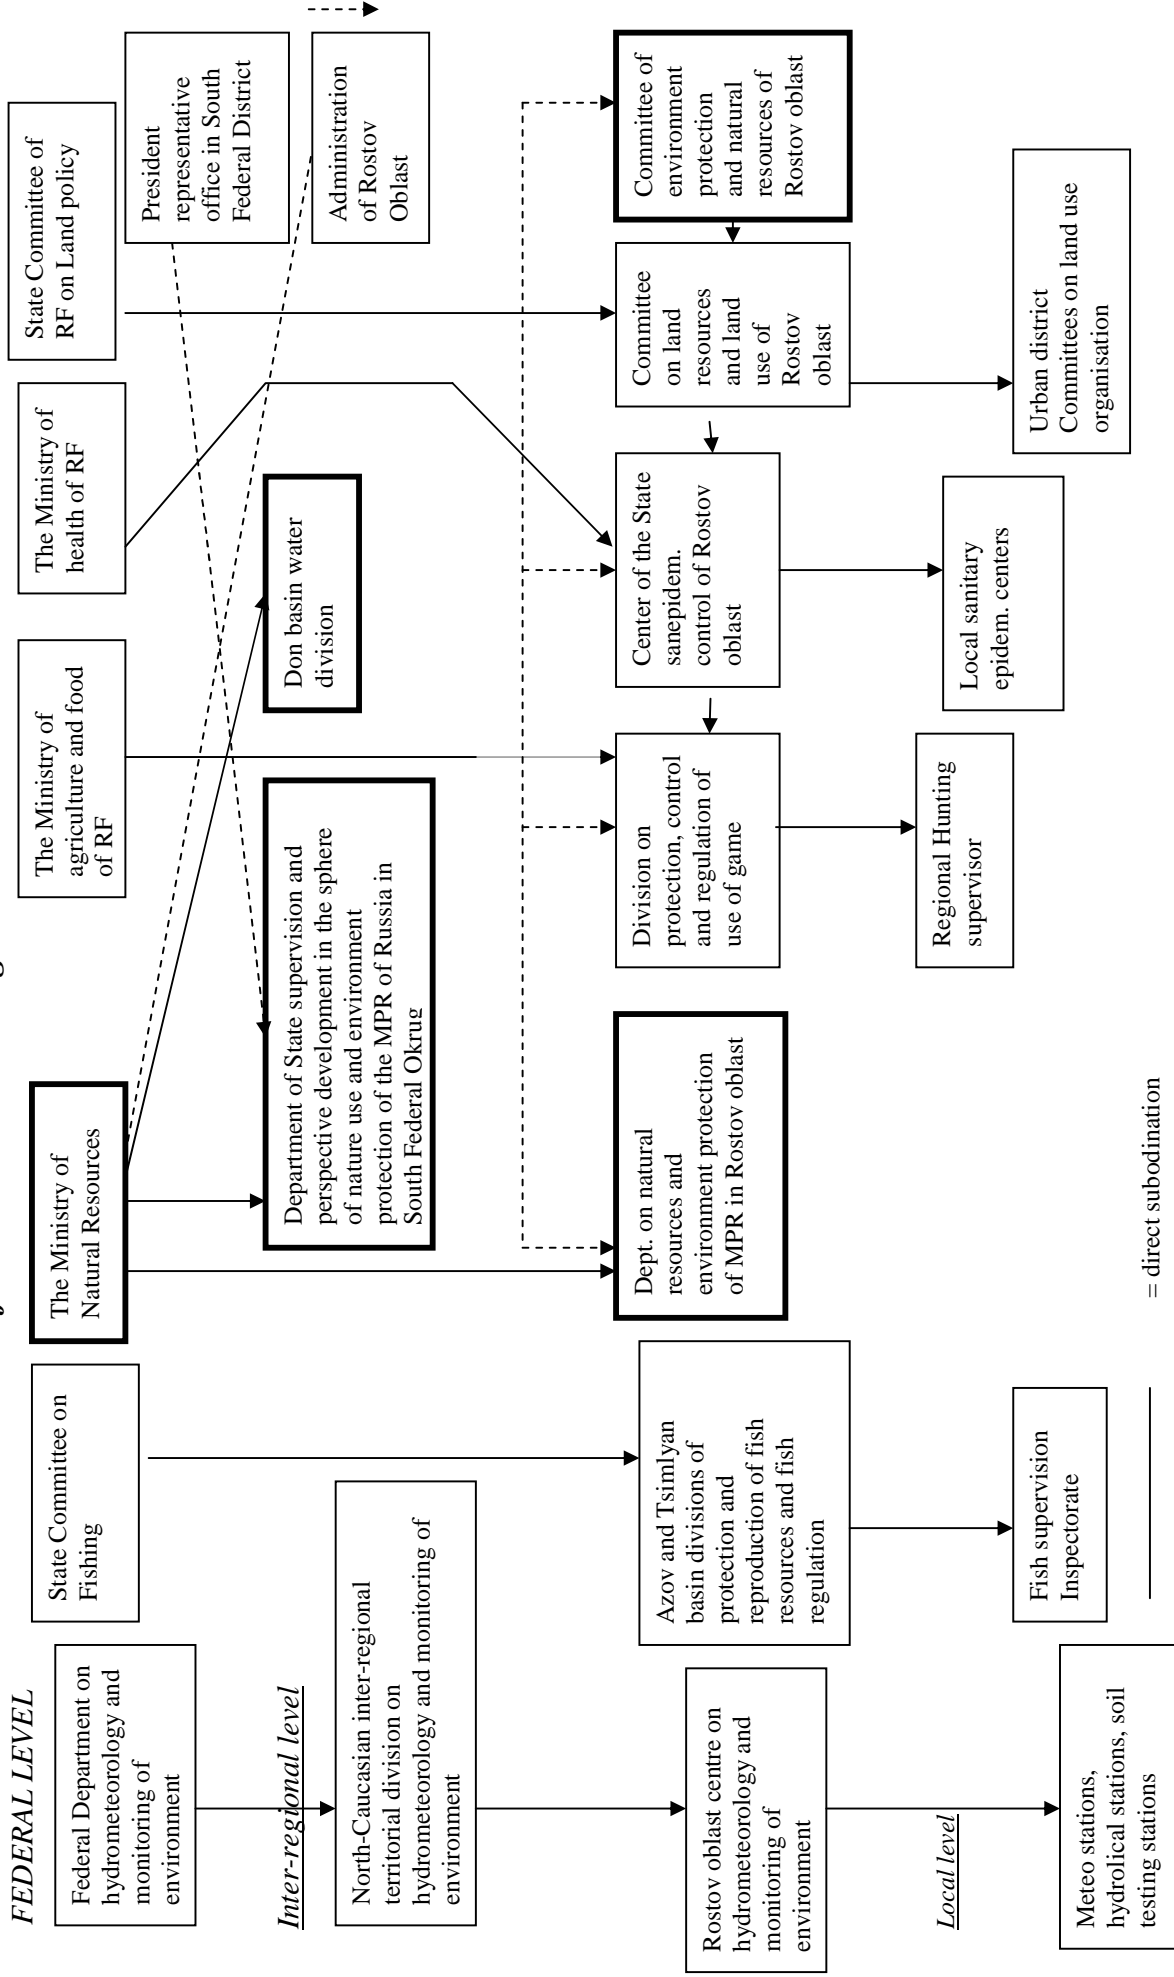 FEDERAL LEVEL
Federal Department on
hydrometeorology and
monitoring of
environment
State Committee on
Fishing
The Ministry of
Natural Resources
The Ministry of
agriculture and food
of RF
The Ministry of
health of RF
State Committee of
RF on Land policy
President
representative
office in South
Federal District
Administration
of Rostov
Oblast
Inter-regional level
North-Caucasian inter-regional
territorial division on
hydrometeorology and monitoring of
environment
Department of State supervision and
perspective development in the sphere
of nature use and environment
protection of the MPR of Russia in
South Federal Okrug
Don basin water
division
Rostov oblast centre on
hydrometeorology and
monitoring of
environment
Azov and Tsimlyan
basin divisions of
protection and
reproduction of fish
resources and fish
regulation
Dept. on natural
resources and
environment protection
of MPR in Rostov oblast
Division on
protection, control
and regulation of
use of game
Center of the State
sanepidem.
control of Rostov
oblast
Committee
on land
resources
and land
use of
Rostov
oblast
Committee of
environment
protection
and natural
resources of
Rostov oblast
Local level
Meteo stations,
hydrolical stations, soil
testing stations
Fish supervision
Inspectorate
Regional Hunting
supervisor
Local sanitary
epidem. centers
Urban district
Committees on land use
organisation
= direct subodination